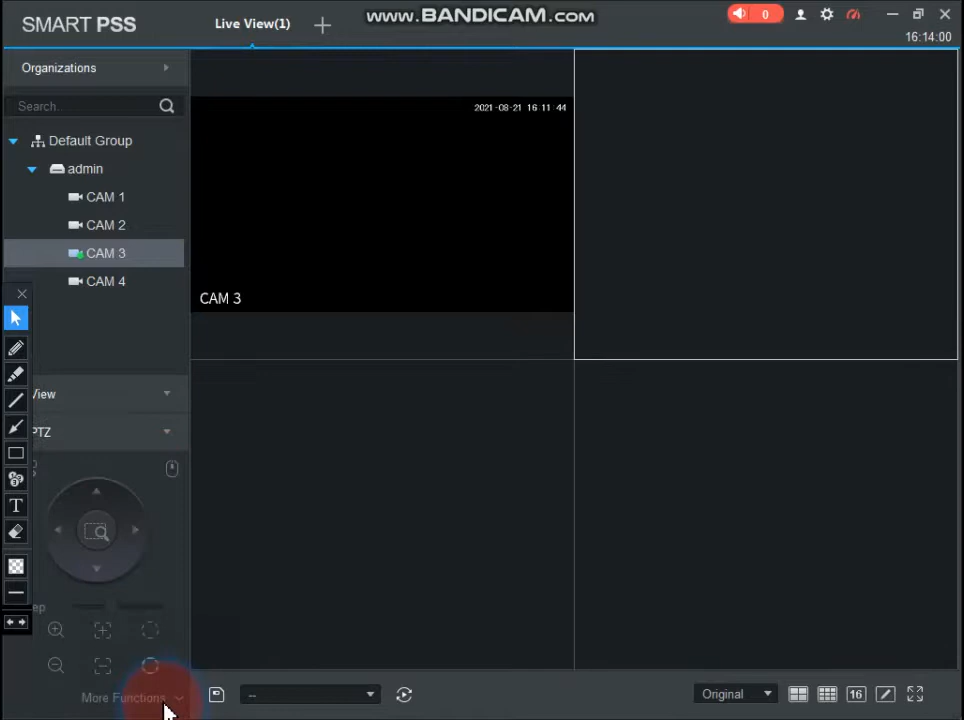 SMART PSS
Live View(1)
www.BANDICAM.com
0
16:14:00
Organizations
Search...
2021-08-21 16:11:44
Default Group
admin
CAM 1
CAM 2
CAM 3
CAM 4
CAM 3
View
PTZ
T
ep
More Functions
--
Original
16